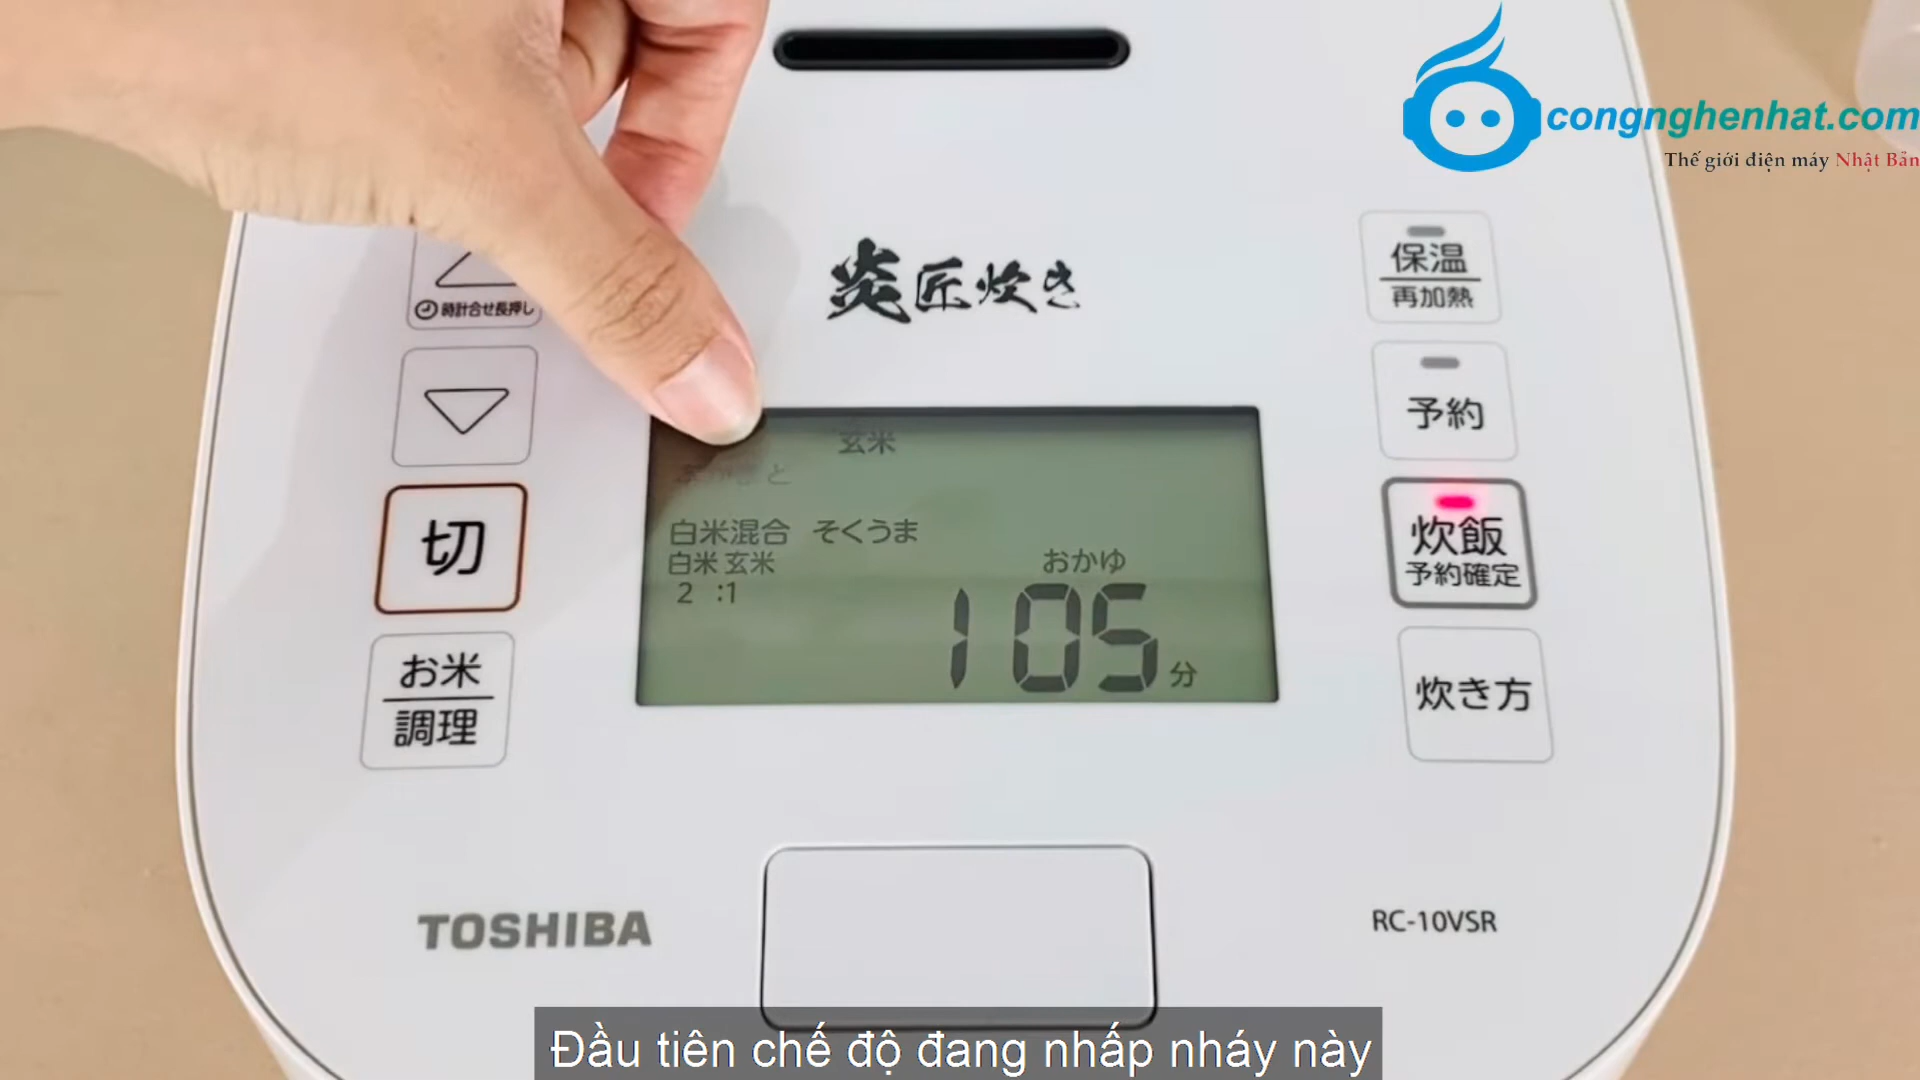 congnghenhat.com
Thế giới điện máy Nhật Bản
炎匠炊き
時計合せ長押し
保温
再加熱
予約
玄米
白米混合 そくうま
白米 玄米
2 :1
おかゆ
105分
切
炊飯
予約確定
お米
調理
炊き方
TOSHIBA
RC-10VSR
Đầu tiên chế độ đang nhấp nháy này